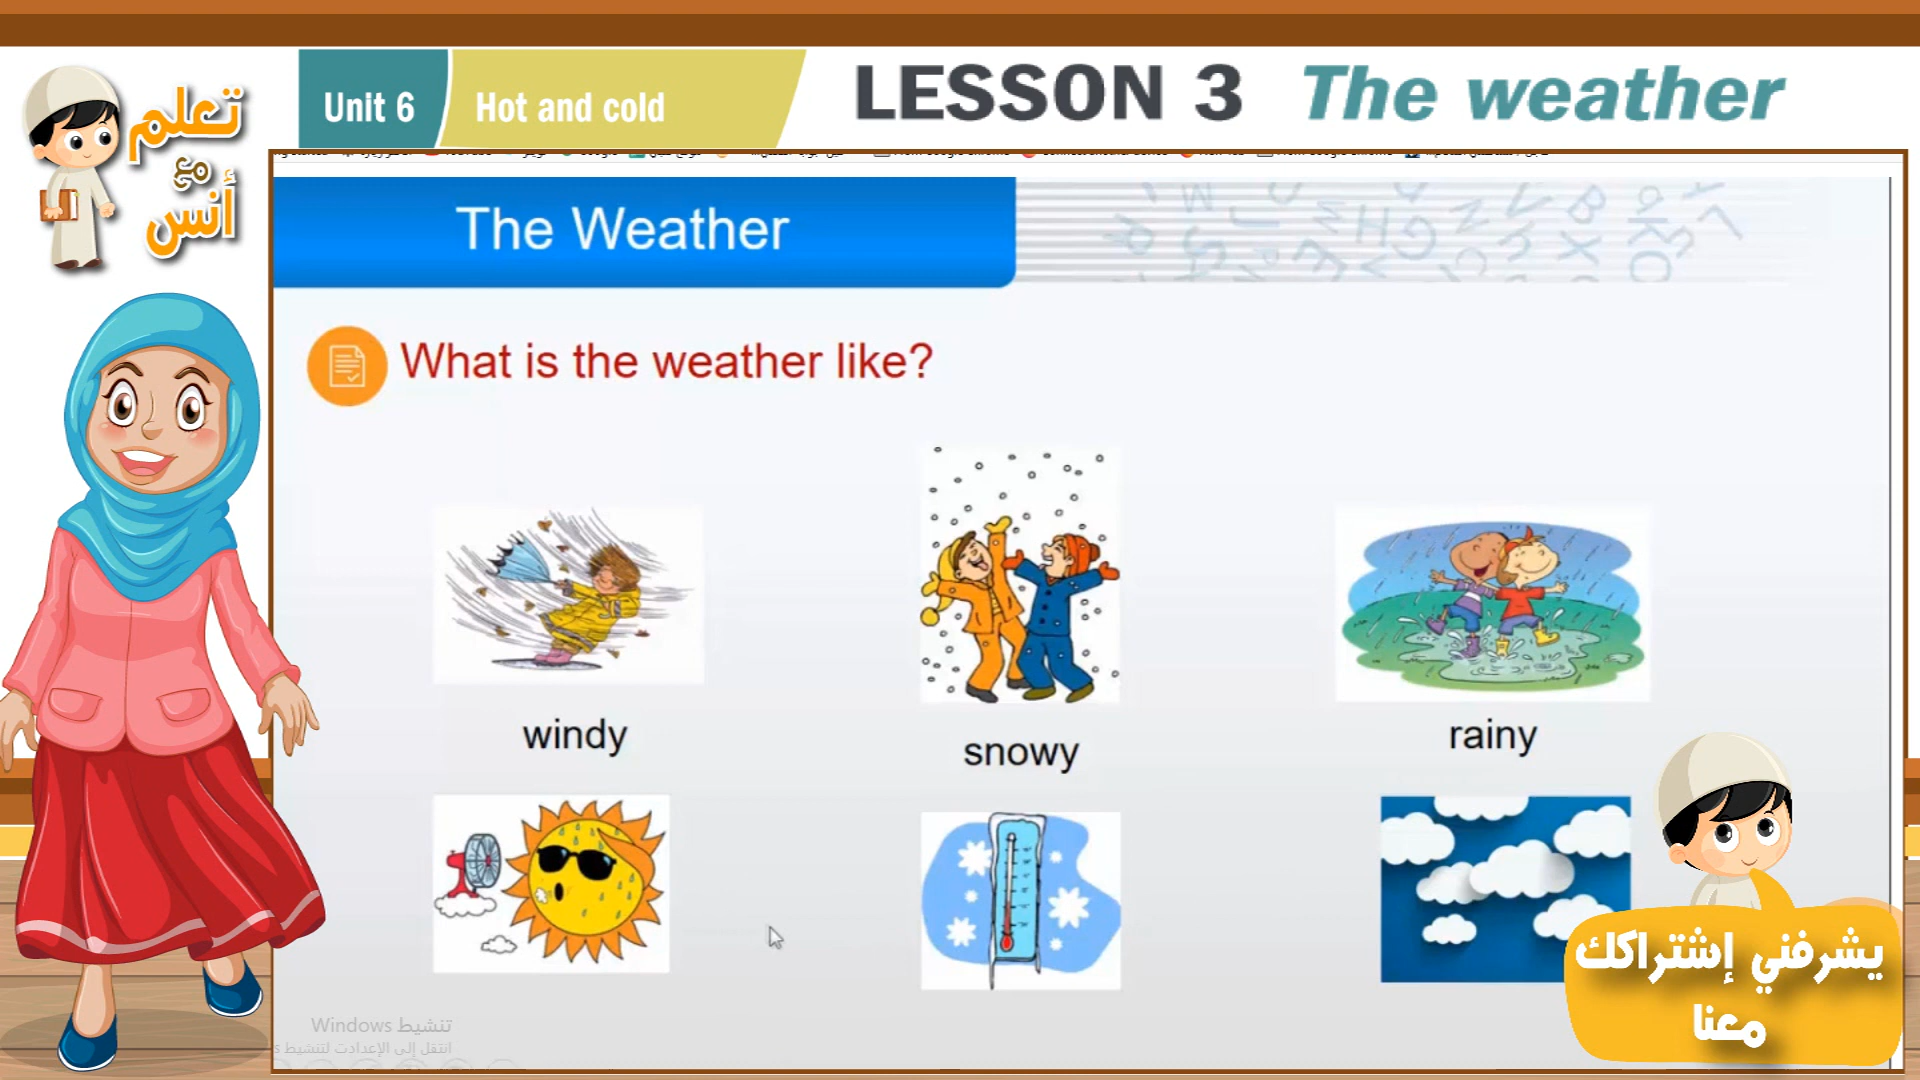 تعلم
مع
أنس
Unit 6
Hot and cold
LESSON 3 The weather
The Weather
What is the weather like?
windy
snowy
rainy
يشرفني إشتراكك
معنا
تنشيط Windows
انتقل إلى الإعدادت لتنشيط